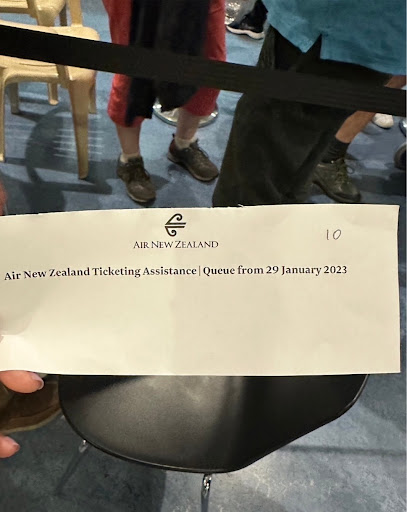 AIR NEW ZEALAND
10
Air New Zealand Ticketing Assistance | Queue from 29 January 2023